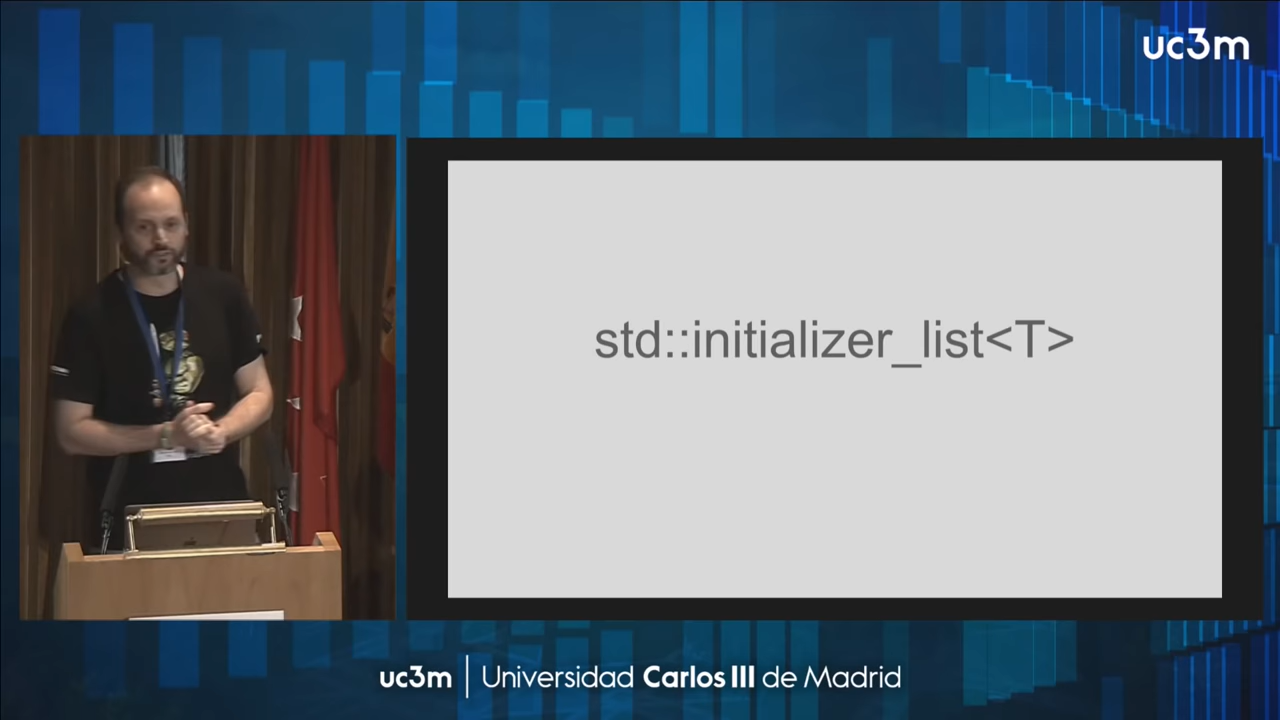 uc3m
std::initializer_list<T>
uc3m | Universidad Carlos III de Madrid